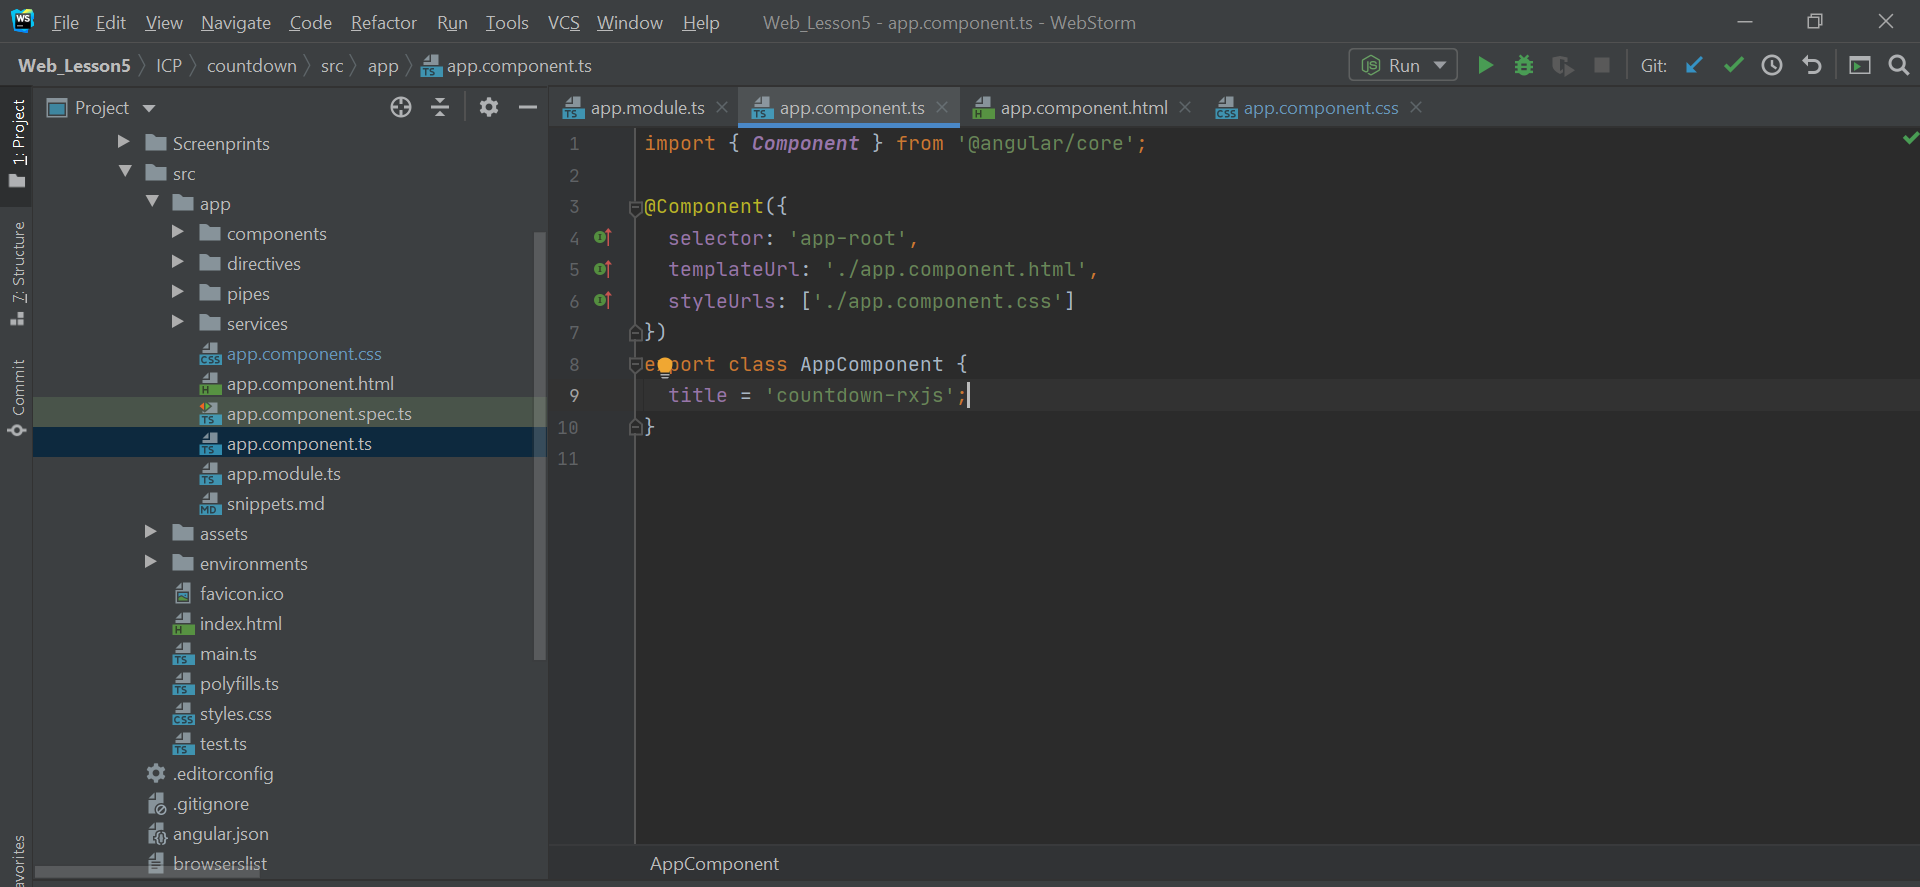 WS File Edit View Navigate Code Refactor Run Tools VCS Window Help Web_Lesson5 - app.component.ts - WebStorm
Web_Lesson5 ICP countdown src app app.component.ts Run Git:
Project
app.module.ts app.component.ts app.component.html app.component.css
1: Project
7: Structure
Commit
avorites
Screenprints
src
app
components
directives
pipes
services
app.component.css
app.component.html
app.component.spec.ts
app.component.ts
app.module.ts
snippets.md
assets
environments
favicon.ico
index.html
main.ts
polyfills.ts
styles.css
test.ts
.editorconfig
.gitignore
angular.json
browserslist
1 import { Component } from '@angular/core';
2
3 @Component({
4 selector: 'app-root',
5 templateUrl: './app.component.html',
6 styleUrls: ['./app.component.css']
7 })
8 export class AppComponent {
9 title = 'countdown-rxjs';
10 }
11
AppComponent